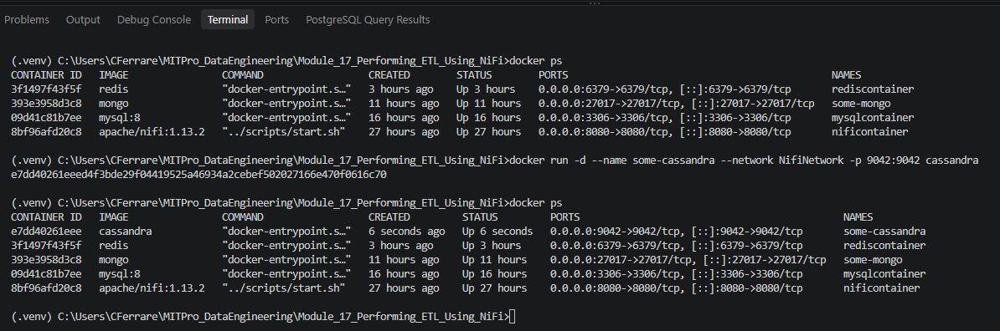 Problems Output Debug Console Terminal Ports PostgreSQL Query Results
(.venv) C:\Users\CFerrare\MITPro_DataEngineering\Module_17_Performing_ETL_Using_NiFi>docker ps
CONTAINER ID IMAGE COMMAND CREATED STATUS PORTS NAMES
3f1497f43f5f redis "docker-entrypoint.s…" 3 hours ago Up 3 hours 0.0.0.0:6379->6379/tcp, [::]:6379->6379/tcp rediscontainer
393e3958d3c8 mongo "docker-entrypoint.s…" 11 hours ago Up 11 hours 0.0.0.0:27017->27017/tcp, [::]:27017->27017/tcp some-mongo
09d41c81b7ee mysql:8 "docker-entrypoint.s…" 16 hours ago Up 16 hours 0.0.0.0:3306->3306/tcp, [::]:3306->3306/tcp mysqlcontainer
8bf96afd20c8 apache/nifi:1.13.2 "../scripts/start.sh" 27 hours ago Up 27 hours 0.0.0.0:8080->8080/tcp, [::]:8080->8080/tcp nificontainer
(.venv) C:\Users\CFerrare\MITPro_DataEngineering\Module_17_Performing_ETL_Using_NiFi>docker run -d --name some-cassandra --network NifiNetwork -p 9042:9042 cassandra
e7dd40261eeed4f3bde29f04419525a46934a2cebef502027166e470f0616c70
(.venv) C:\Users\CFerrare\MITPro_DataEngineering\Module_17_Performing_ETL_Using_NiFi>docker ps
CONTAINER ID IMAGE COMMAND CREATED STATUS PORTS NAMES
e7dd40261eee cassandra "docker-entrypoint.s…" 6 seconds ago Up 6 seconds 0.0.0.0:9042->9042/tcp, [::]:9042->9042/tcp some-cassandra
3f1497f43f5f redis "docker-entrypoint.s…" 3 hours ago Up 3 hours 0.0.0.0:6379->6379/tcp, [::]:6379->6379/tcp rediscontainer
393e3958d3c8 mongo "docker-entrypoint.s…" 11 hours ago Up 11 hours 0.0.0.0:27017->27017/tcp, [::]:27017->27017/tcp some-mongo
09d41c81b7ee mysql:8 "docker-entrypoint.s…" 16 hours ago Up 16 hours 0.0.0.0:3306->3306/tcp, [::]:3306->3306/tcp mysqlcontainer
8bf96afd20c8 apache/nifi:1.13.2 "../scripts/start.sh" 27 hours ago Up 27 hours 0.0.0.0:8080->8080/tcp, [::]:8080->8080/tcp nificontainer
(.venv) C:\Users\CFerrare\MITPro_DataEngineering\Module_17_Performing_ETL_Using_NiFi>